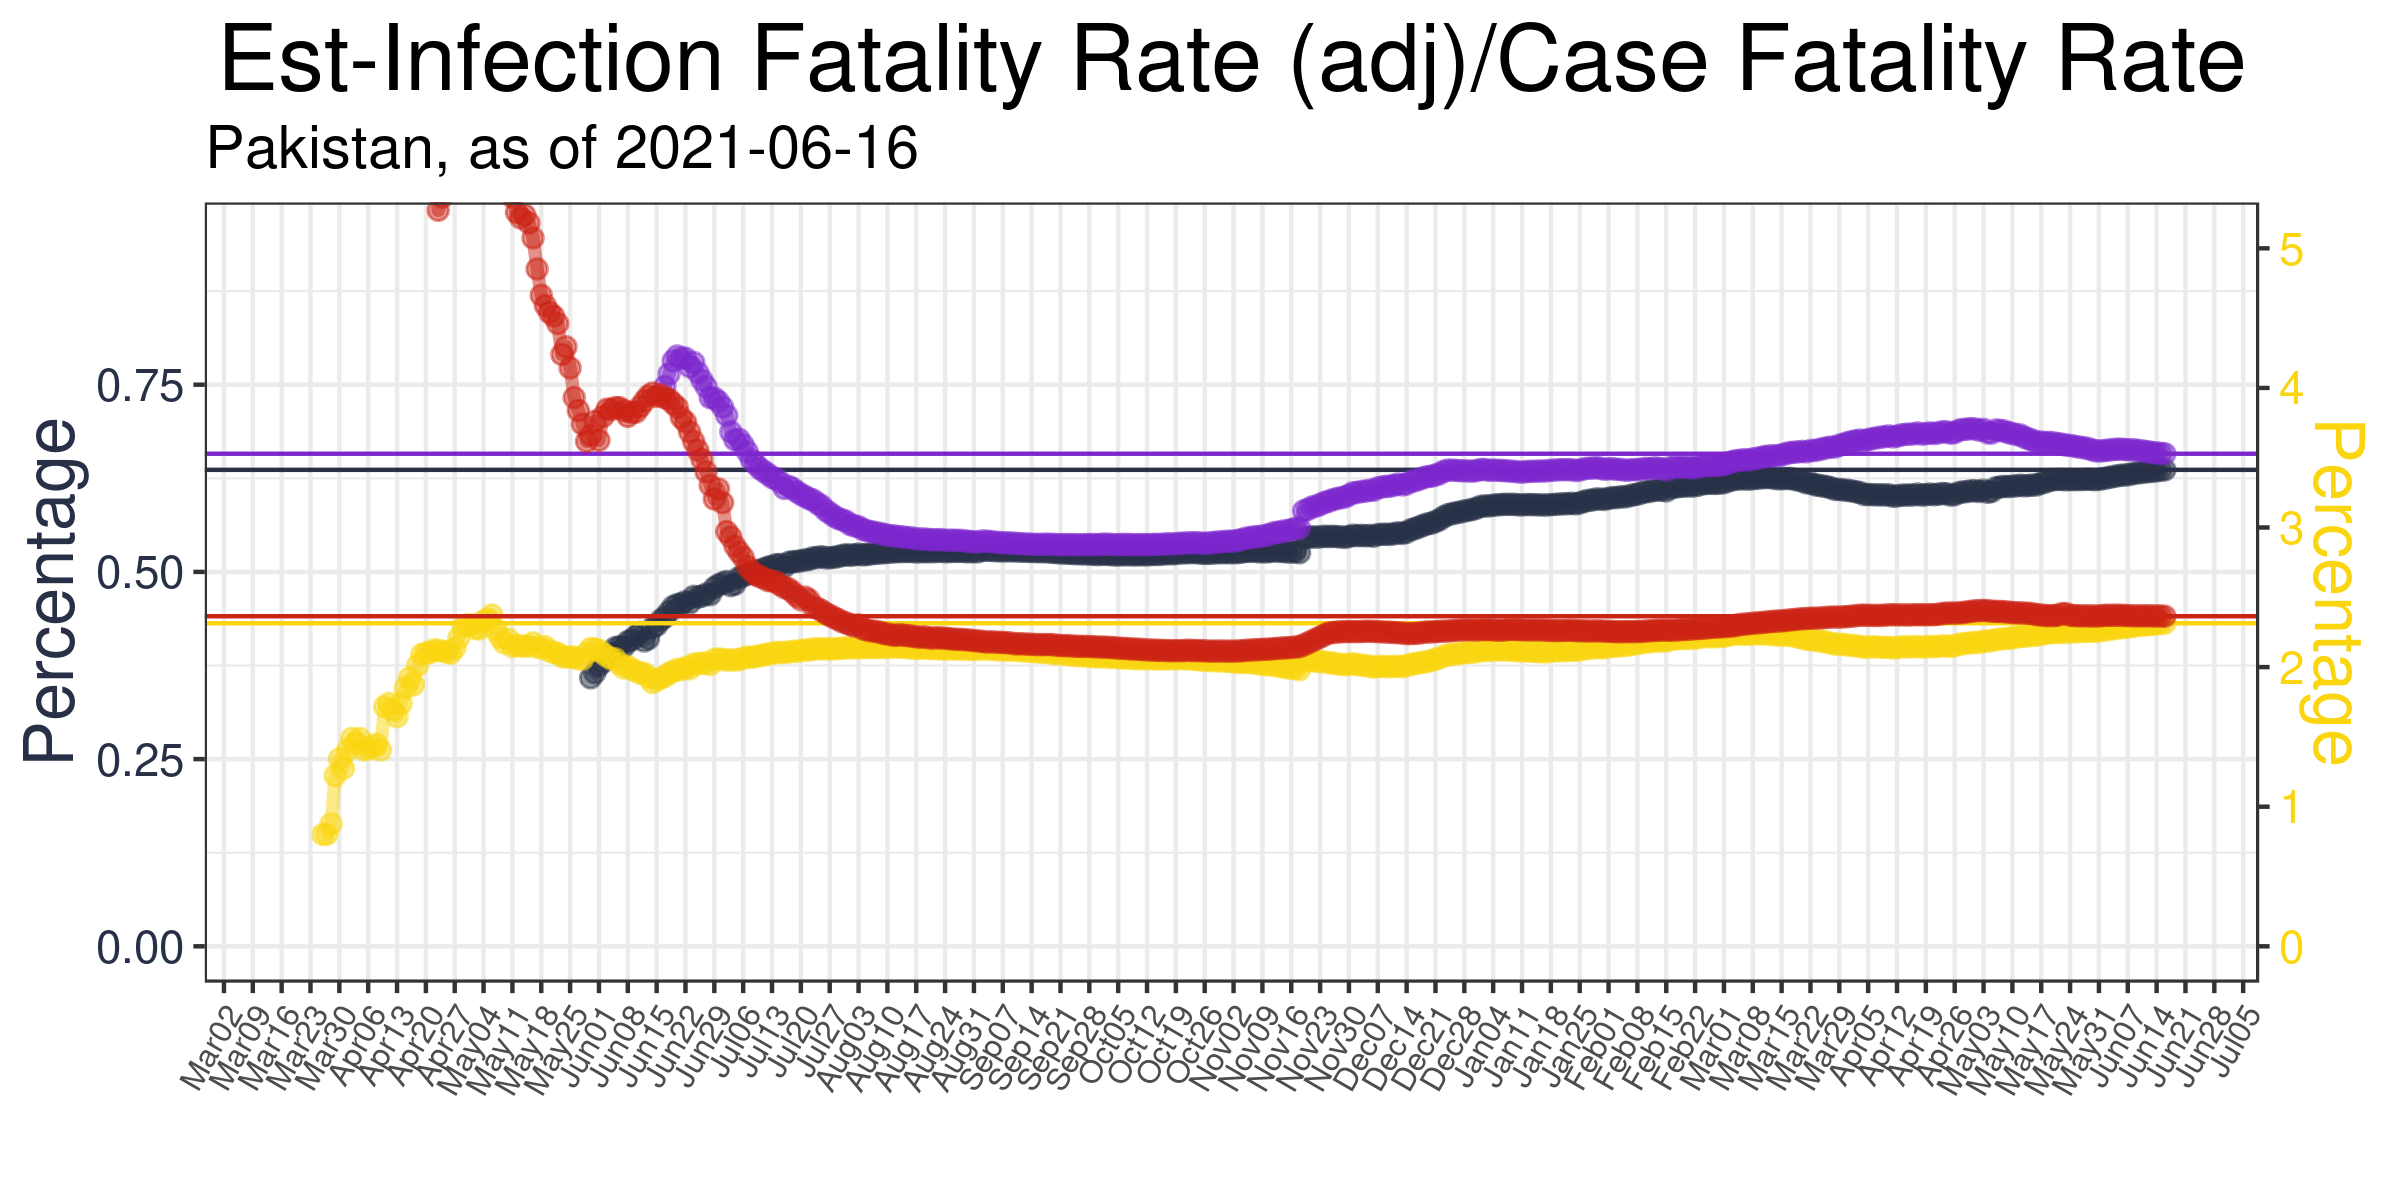 Est-Infection Fatality Rate (adj)/Case Fatality Rate
Pakistan, as of 2021-06-16
Percentage
0.75
0.50
0.25
0.00
5
4
3
2
1
0
Percentage
Mar02
Mar09
Mar16
Mar23
Mar30
Apr06
Apr13
Apr20
Apr27
May04
May11
May18
May25
Jun01
Jun08
Jun15
Jun22
Jun29
Jul06
Jul13
Jul20
Jul27
Aug03
Aug10
Aug17
Aug24
Aug31
Sep07
Sep14
Sep21
Sep28
Oct05
Oct12
Oct19
Oct26
Nov02
Nov09
Nov16
Nov23
Nov30
Dec07
Dec14
Dec21
Dec28
Jan04
Jan11
Jan18
Jan25
Feb01
Feb08
Feb15
Feb22
Mar01
Mar08
Mar15
Mar22
Mar29
Apr05
Apr12
Apr19
Apr26
May03
May10
May17
May24
May31
Jun07
Jun14
Jun21
Jun28
Jul05